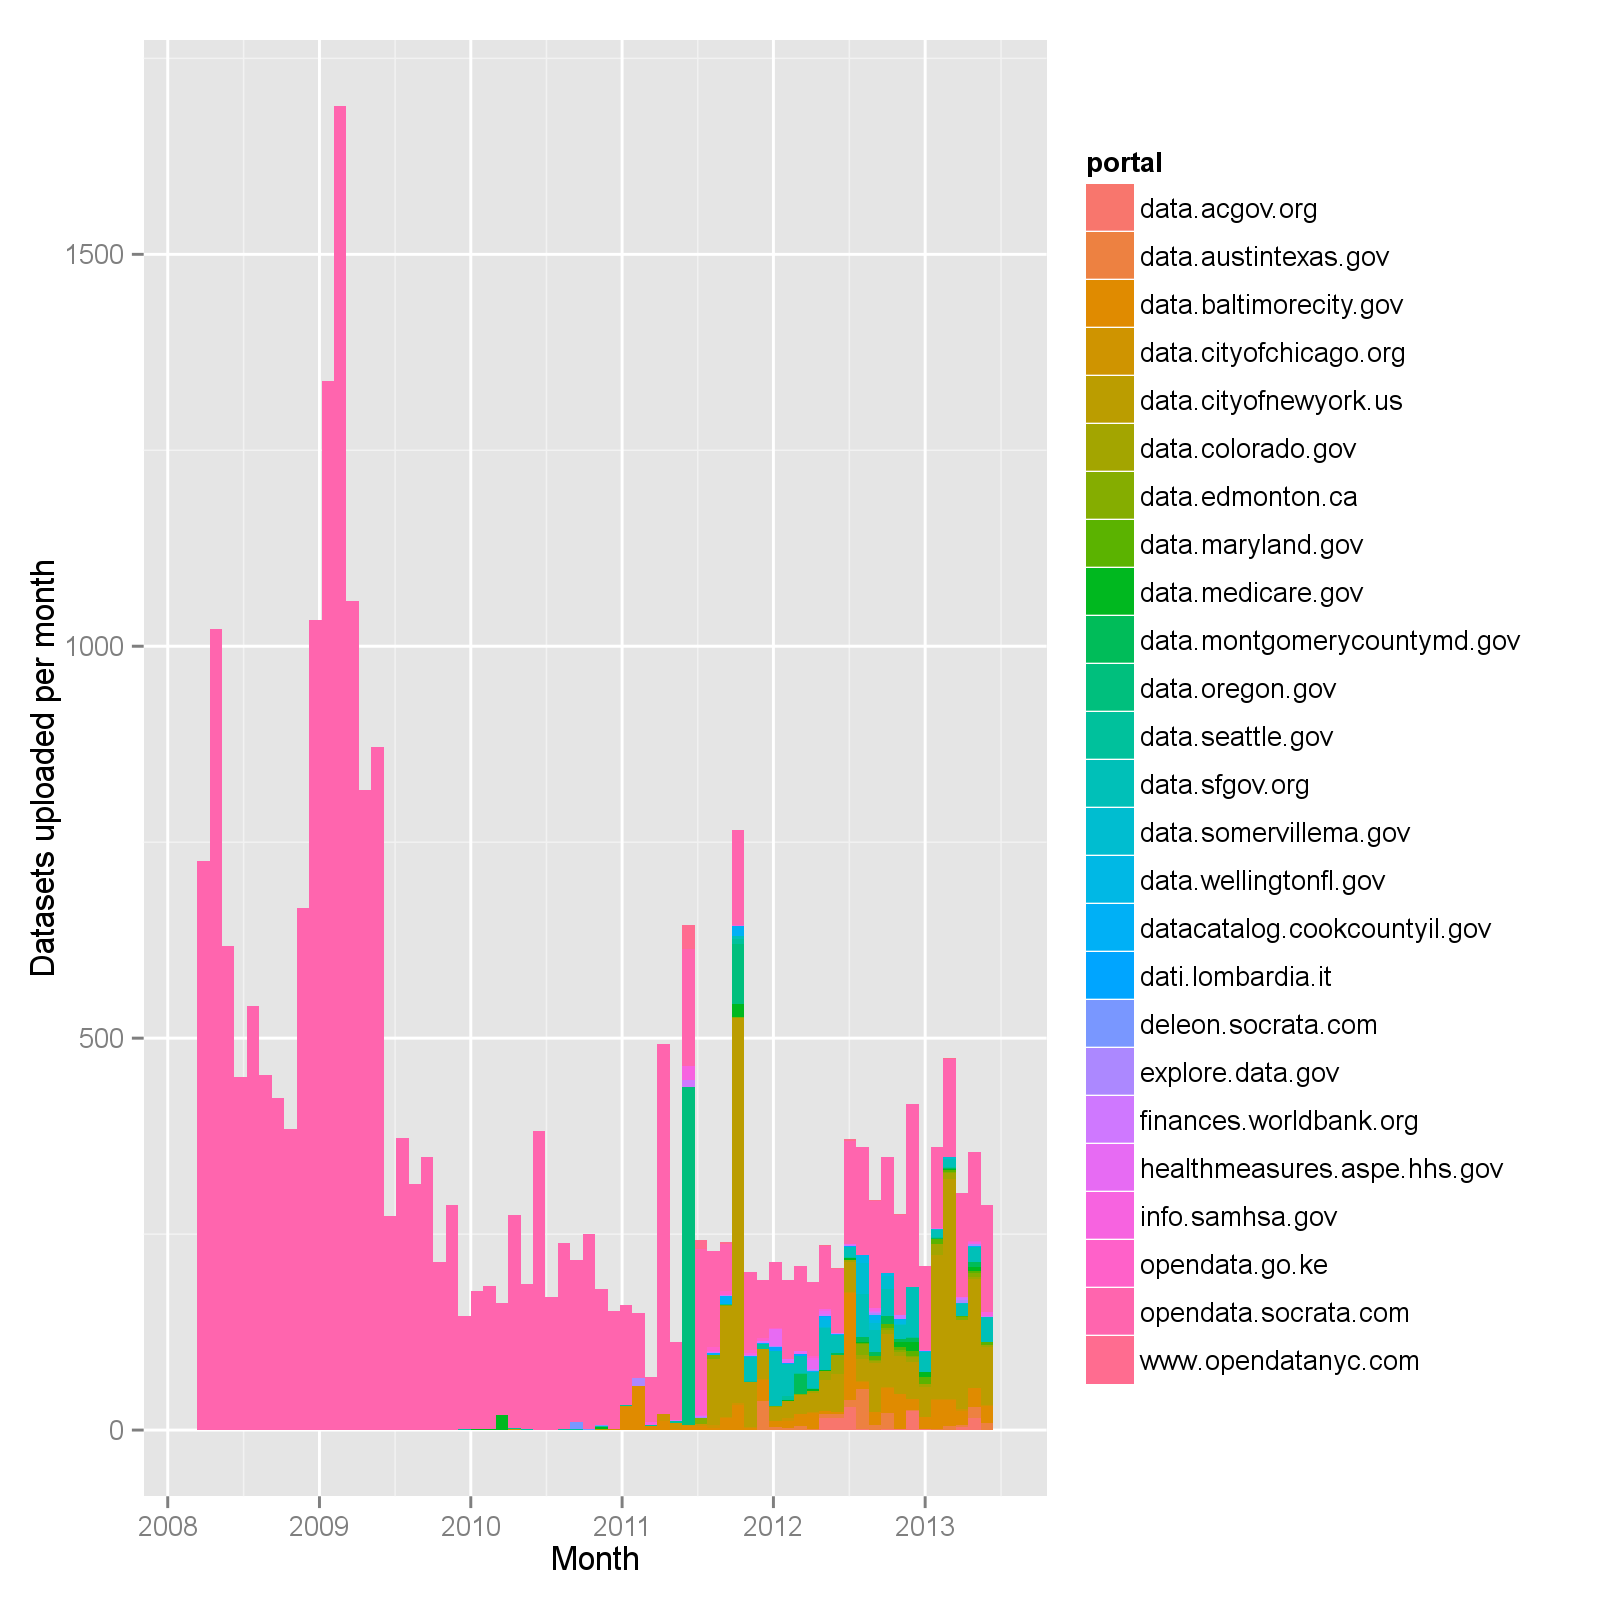 1500
1000
500
0
Datasets uploaded per month
2008
2009
2010
2011
2012
2013
Month
portal
data.acgov.org
data.austintexas.gov
data.baltimorecity.gov
data.cityofchicago.org
data.cityofnewyork.us
data.colorado.gov
data.edmonton.ca
data.maryland.gov
data.medicare.gov
data.montgomerycountymd.gov
data.oregon.gov
data.seattle.gov
data.sfgov.org
data.somervillema.gov
data.wellingtonfl.gov
datacatalog.cookcountyil.gov
dati.lombardia.it
deleon.socrata.com
explore.data.gov
finances.worldbank.org
healthmeasures.aspe.hhs.gov
info.samhsa.gov
opendata.go.ke
opendata.socrata.com
www.opendatanyc.com